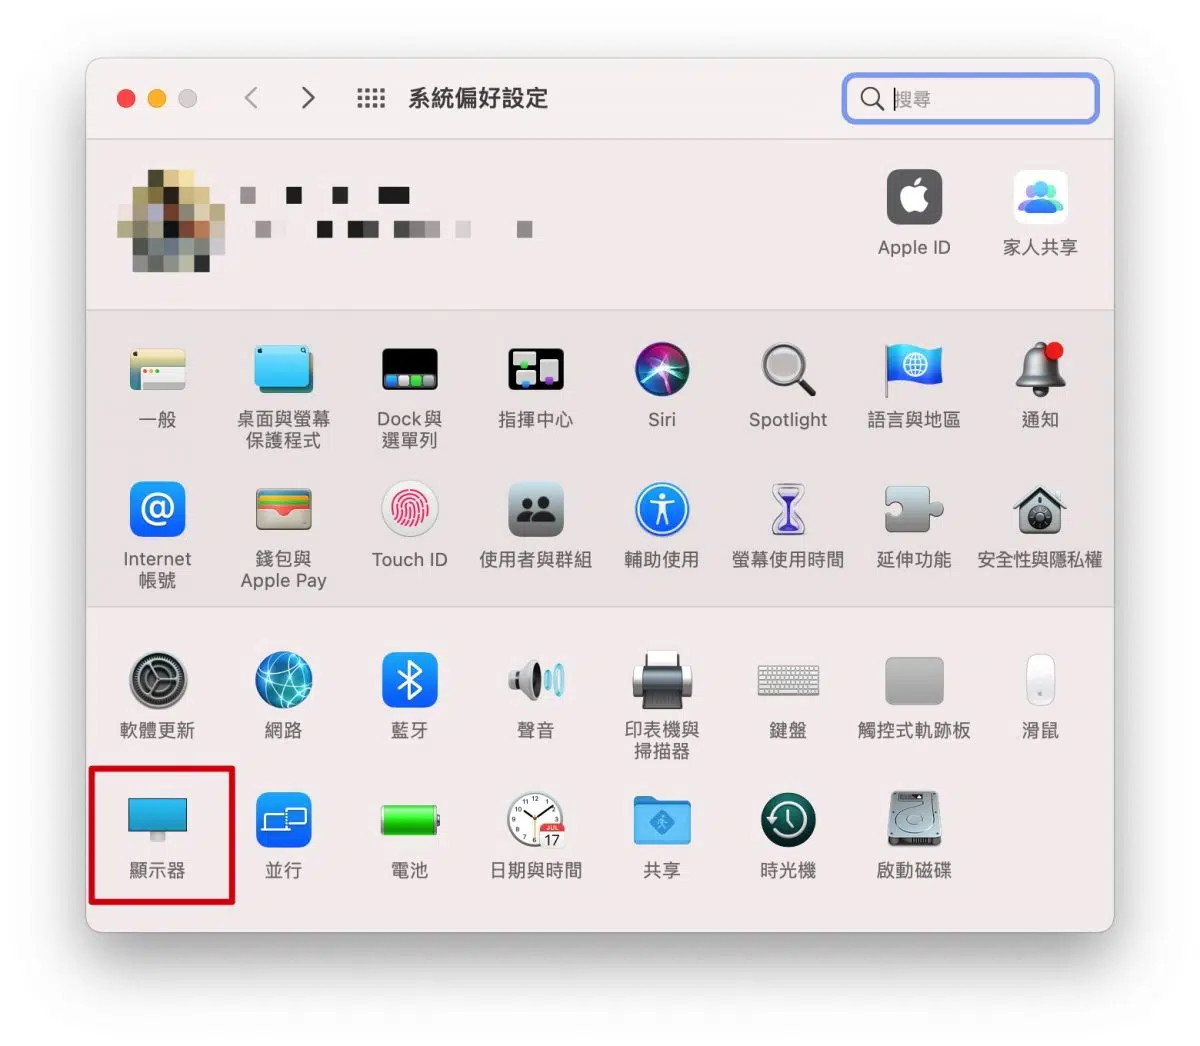 系統偏好設定
搜尋
Apple ID
家人共享
一般
桌面與螢幕
保護程式
Dock與
選單列
指揮中心
Siri
Spotlight
語言與地區
通知
Internet
帳號
錢包與
Apple Pay
Touch ID
使用者與群組
輔助使用
螢幕使用時間
延伸功能
安全性與隱私權
軟體更新
網路
藍牙
聲音
印表機與
掃描器
鍵盤
觸控式軌跡板
滑鼠
顯示器
並行
電池
JUL
17
日期與時間
共享
時光機
啟動磁碟